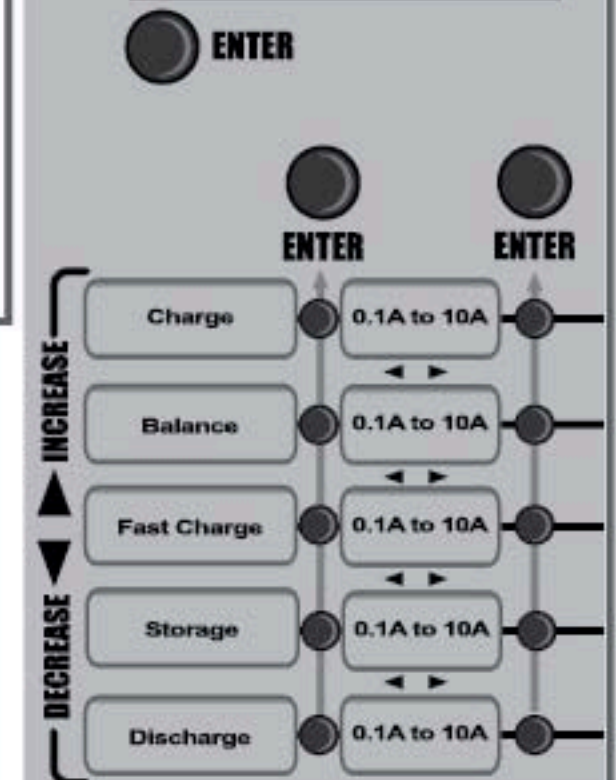 ENTER
ENTER ENTER
Charge 0.1A to 10A
Balance 0.1A to 10A
Fast Charge 0.1A to 10A
Storage 0.1A to 10A
Discharge 0.1A to 10A
INCREASE
DECREASE